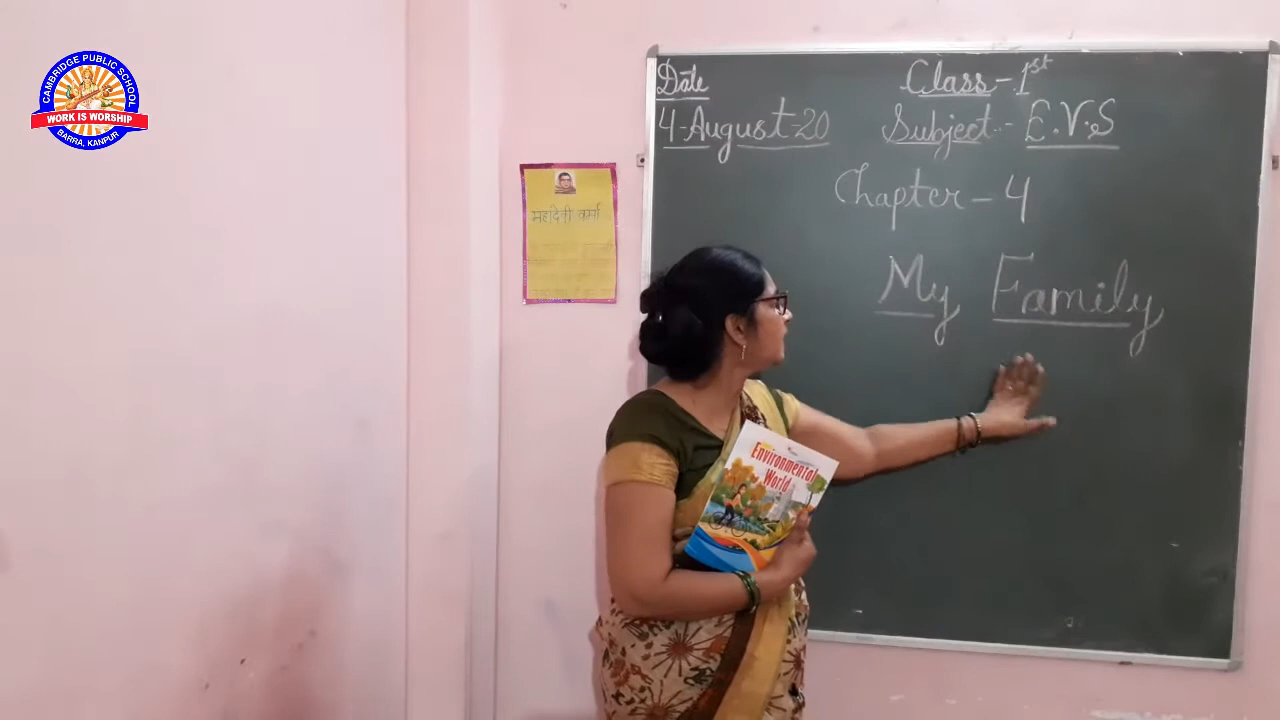 CAMBRIDGE PUBLIC SCHOOL
WORK IS WORSHIP
BARRA, KANPUR
Date
4-August-20
Class-1st
Subject:- E.V.S
Chapter-4
My Family
महादेवी वर्मा
Environmental
World